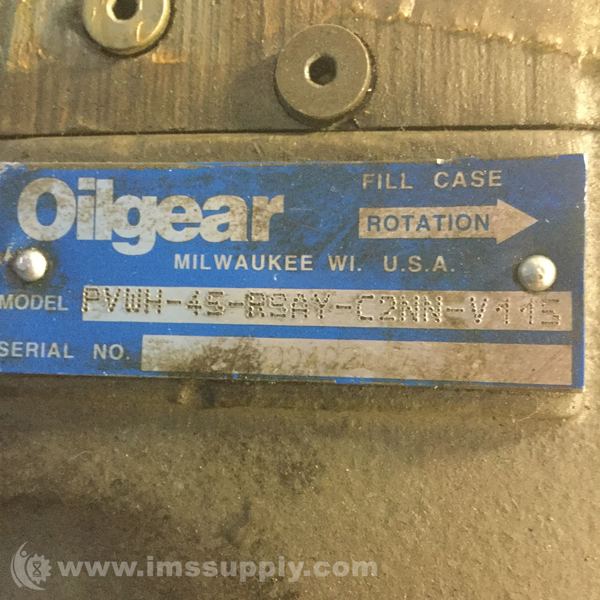 Oilgear
FILL CASE
ROTATION
MILWAUKEE WI. U.S.A.
MODEL PVWH-45-RSAY-C2NN-V115
SERIAL NO.
www.imssupply.com